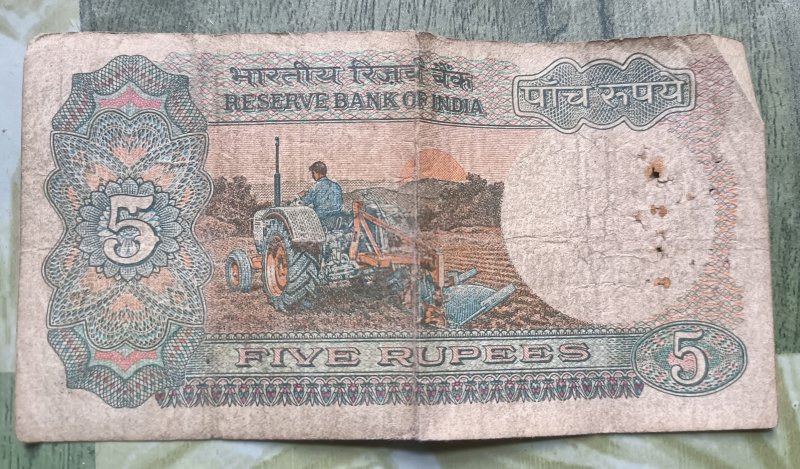 भारतीय रिज़र्व बैंक
RESERVE BANK OF INDIA
पाँच रुपये
5
FIVE RUPEES
5